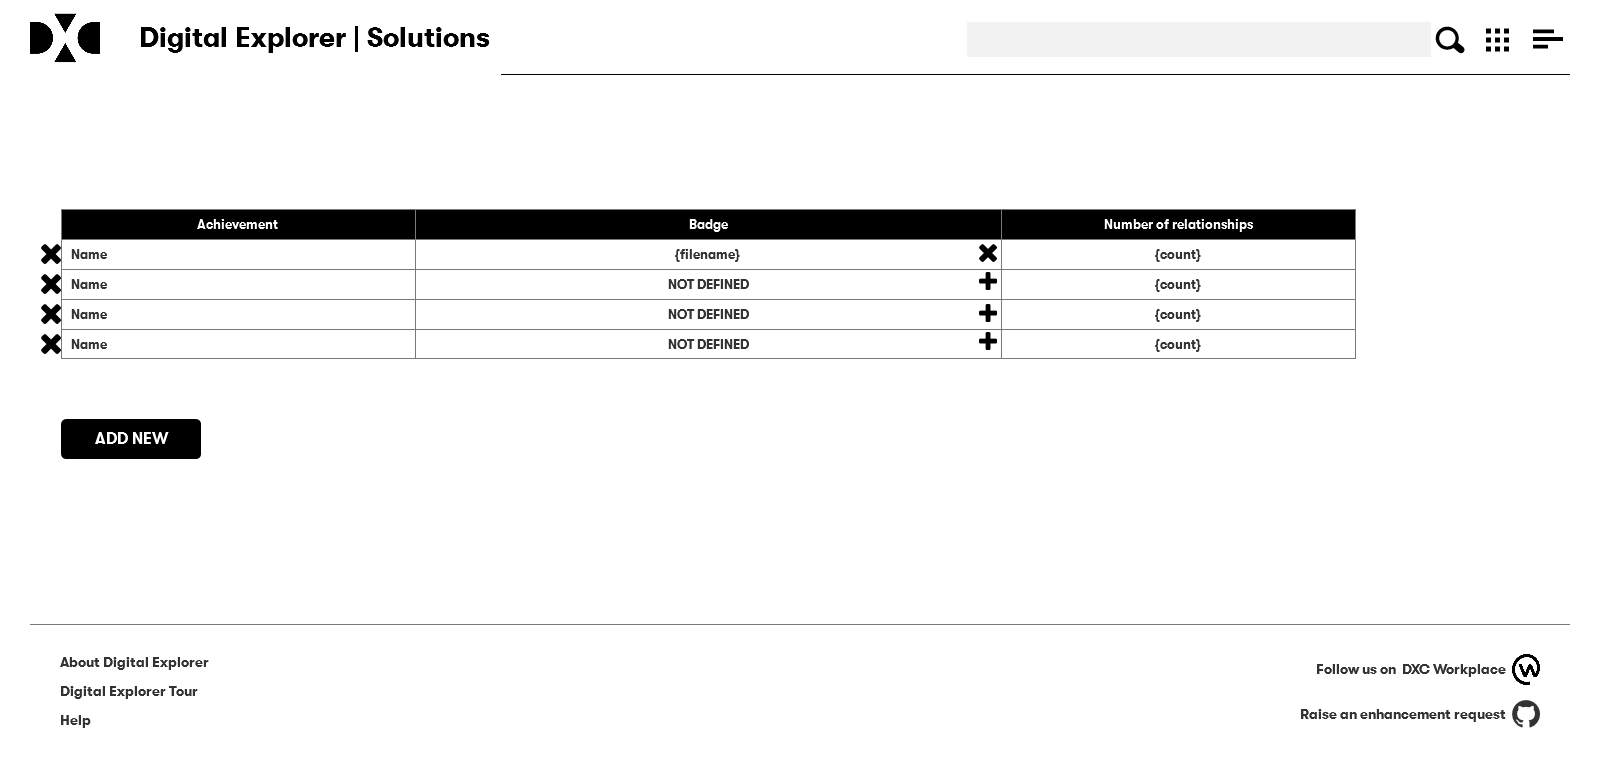 DXC
Digital Explorer | Solutions
Achievement Badge Number of relationships
Name {filename} {count}
Name NOT DEFINED {count}
Name NOT DEFINED {count}
Name NOT DEFINED {count}
ADD NEW
About Digital Explorer
Digital Explorer Tour
Help
Follow us on DXC Workplace
Raise an enhancement request